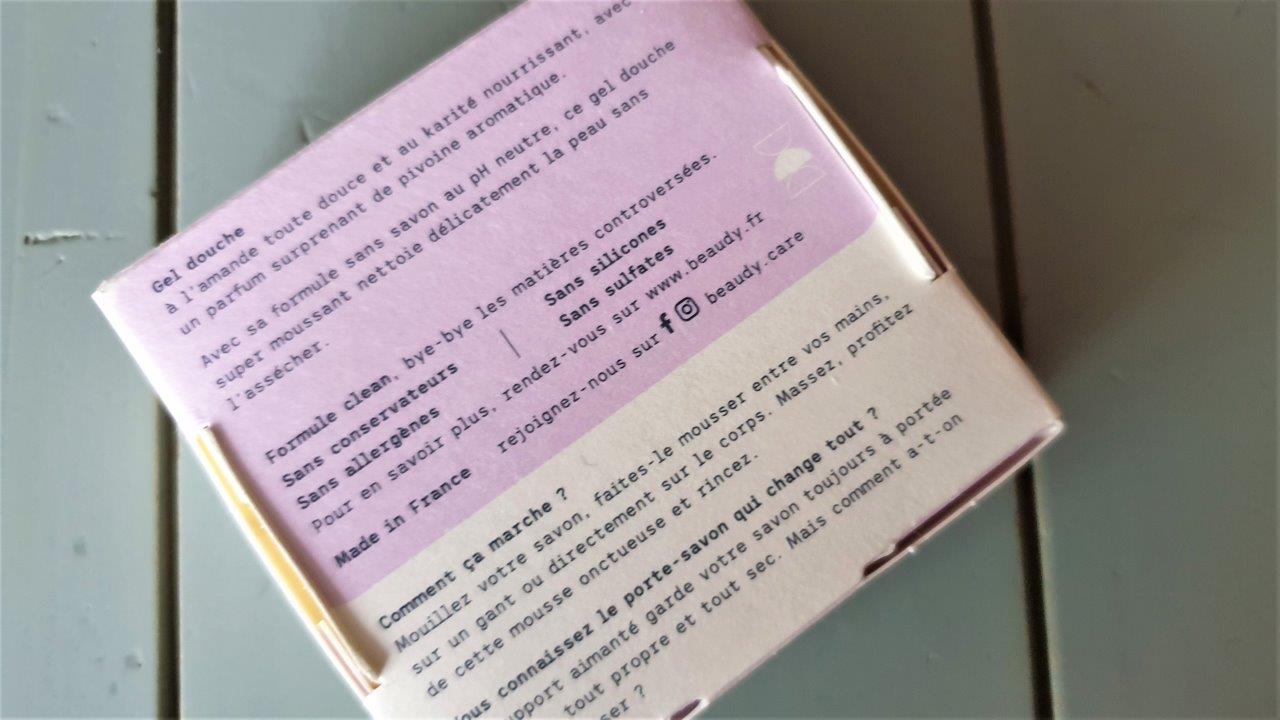 Gel douche
à l'amande toute douce et au karité nourrissant, avec
un parfum surprenant de pivoine aromatique.
Avec sa formule sans savon au pH neutre, ce gel douche
super moussant nettoie délicatement la peau sans
l'assécher.
Formule clean, bye-bye les matières controversées.
Sans conservateurs | Sans silicones
Sans allergènes Sans sulfates
Pour en savoir plus, rendez-vous sur www.beaudy.fr
Made in France rejoignez-nous sur f beaudy.care
Comment ça marche ?
Mouillez votre savon, faites-le mousser entre vos mains,
sur un gant ou directement sur le corps. Massez, profitez
de cette mousse onctueuse et rincez.
ous connaissez le porte-savon qui change tout ?
pport aimanté garde votre savon toujours à portée
tout propre et tout sec. Mais comment a-t-on
ser ?